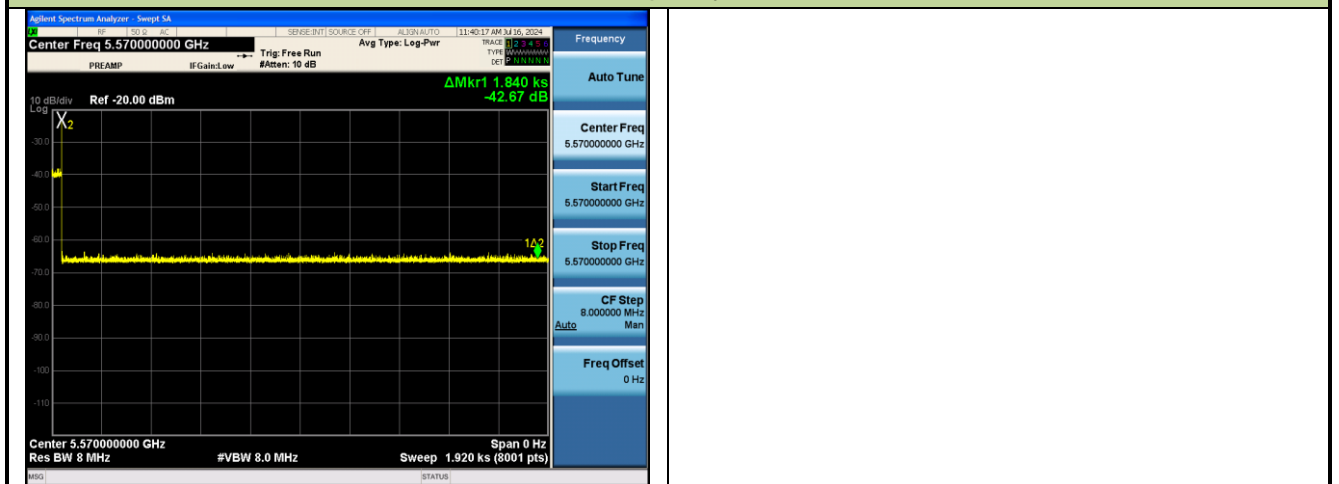 Agilent Spectrum Analyzer - Swept SA
RF 50 Ω AC SENSE:INT SOURCE OFF ALIGN AUTO 11:40:17 AM Jul 16, 2024
Center Freq 5.570000000 GHz
Avg Type: Log-Pwr
TRACE 1 2 3 4 5 6
Trig: Free Run
TYPE
PREAMP IFGain:Low #Atten: 10 dB
DET P N N N N N
ΔMkr1 1.840 ks
-42.67 dB
10 dB/div Ref -20.00 dBm
Log
X2
-30.0
-40.0
-50.0
-60.0
1Δ2
-70.0
-80.0
-90.0
-100
-110
Center 5.570000000 GHz Span 0 Hz
Res BW 8 MHz #VBW 8.0 MHz Sweep 1.920 ks (8001 pts)
MSG STATUS
Frequency
Auto Tune
Center Freq
5.570000000 GHz
Start Freq
5.570000000 GHz
Stop Freq
5.570000000 GHz
CF Step
8.000000 MHz
Auto Man
Freq Offset
0 Hz